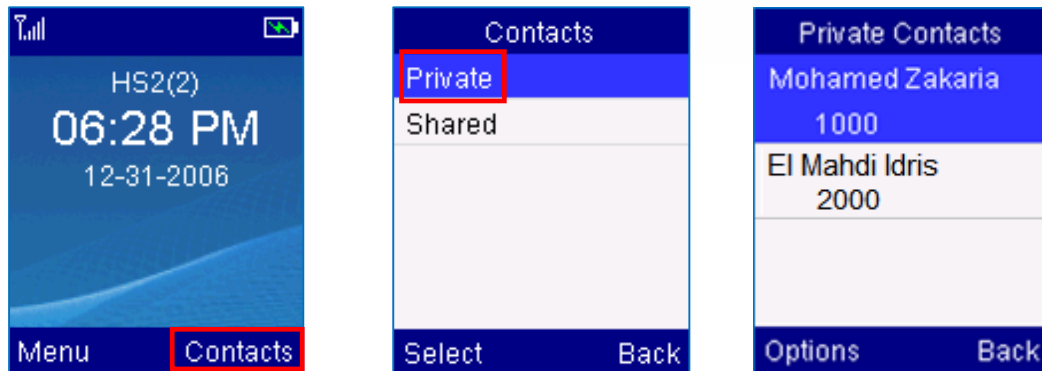 HS2(2)
06:28 PM
12-31-2006
Menu Contacts
Contacts
Private
Shared
Select Back
Private Contacts
Mohamed Zakaria
1000
El Mahdi Idris
2000
Options Back